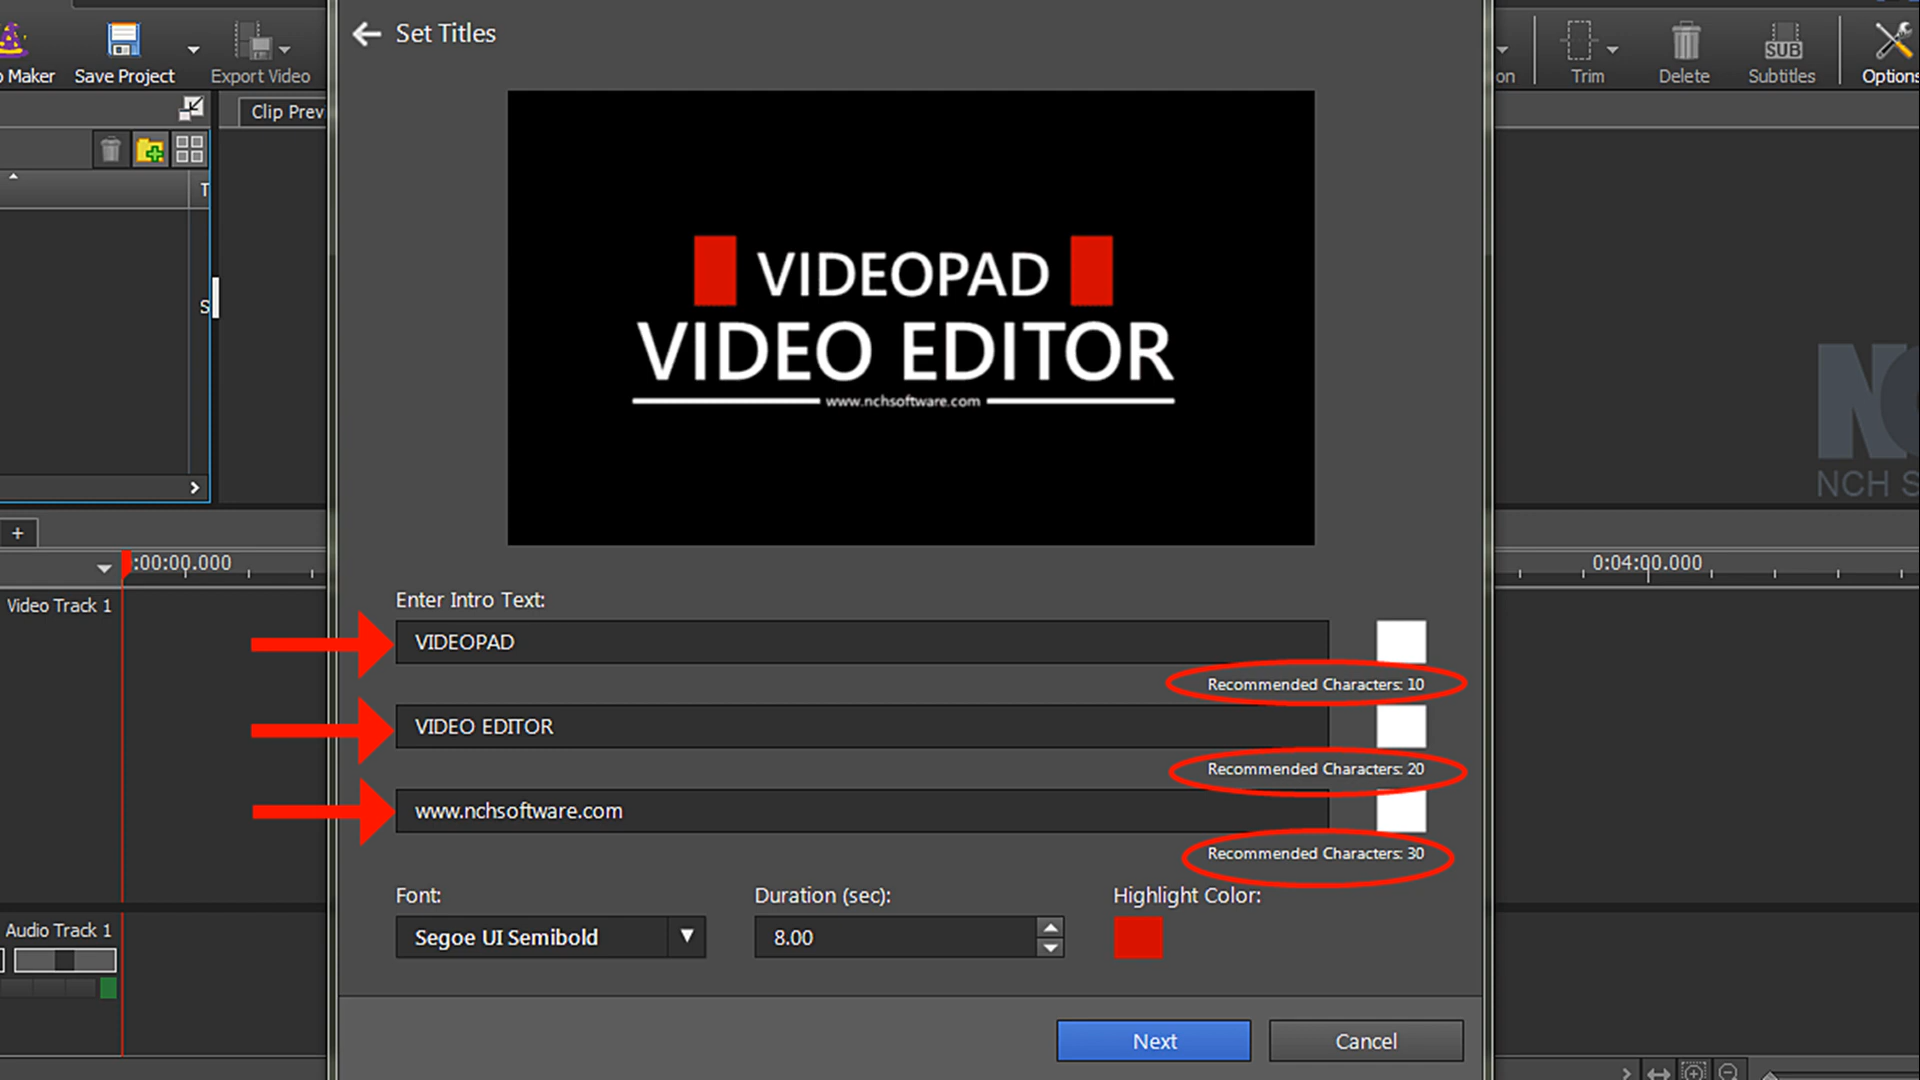 Set Titles
Maker
Save Project
Export Video
on
Trim
Delete
SUB
Subtitles
Options
Clip Prev
T
S
VIDEOPAD
VIDEO EDITOR
www.nchsoftware.com
NCH S
+
:00:00.000
0:04:00.000
Video Track 1
Enter Intro Text:
VIDEOPAD
Recommended Characters: 10
VIDEO EDITOR
Recommended Characters: 20
www.nchsoftware.com
Recommended Characters: 30
Font:
Duration (sec):
Highlight Color:
Segoe UI Semibold
8.00
Audio Track 1
Next
Cancel